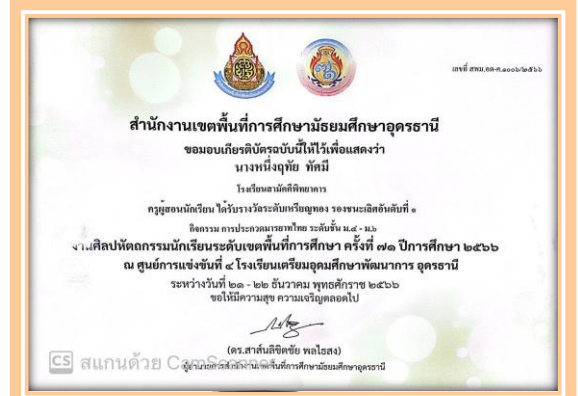 เลขที่ สพม.อด-ศ.๑๐๐๖/๒๕๖๖
สำนักงานเขตพื้นที่การศึกษามัธยมศึกษาอุดรธานี
ขอมอบเกียรติบัตรฉบับนี้ให้ไว้เพื่อแสดงว่า
นางหนึ่งฤทัย ทัศมี
โรงเรียนสามัคคีพิทยาคาร
ครูผู้สอนนักเรียน ได้รับรางวัลระดับเหรียญทอง รองชนะเลิศอันดับที่ ๑
กิจกรรม การประกวดมารยาทไทย ระดับชั้น ม.๔ - ม.๖
งานศิลปหัตถกรรมนักเรียนระดับเขตพื้นที่การศึกษา ครั้งที่ ๗๑ ปีการศึกษา ๒๕๖๖
ณ ศูนย์การแข่งขันที่ ๔ โรงเรียนเตรียมอุดมศึกษาพัฒนาการ อุดรธานี
ระหว่างวันที่ ๒๑ - ๒๒ ธันวาคม พุทธศักราช ๒๕๖๖
ขอให้มีความสุข ความเจริญตลอดไป
(ดร.สาส์นลิขิตชัย พลไธสง)
ผู้อำนวยการสำนักงานเขตพื้นที่การศึกษามัธยมศึกษาอุดรธานี
CS สแกนด้วย CamScanner